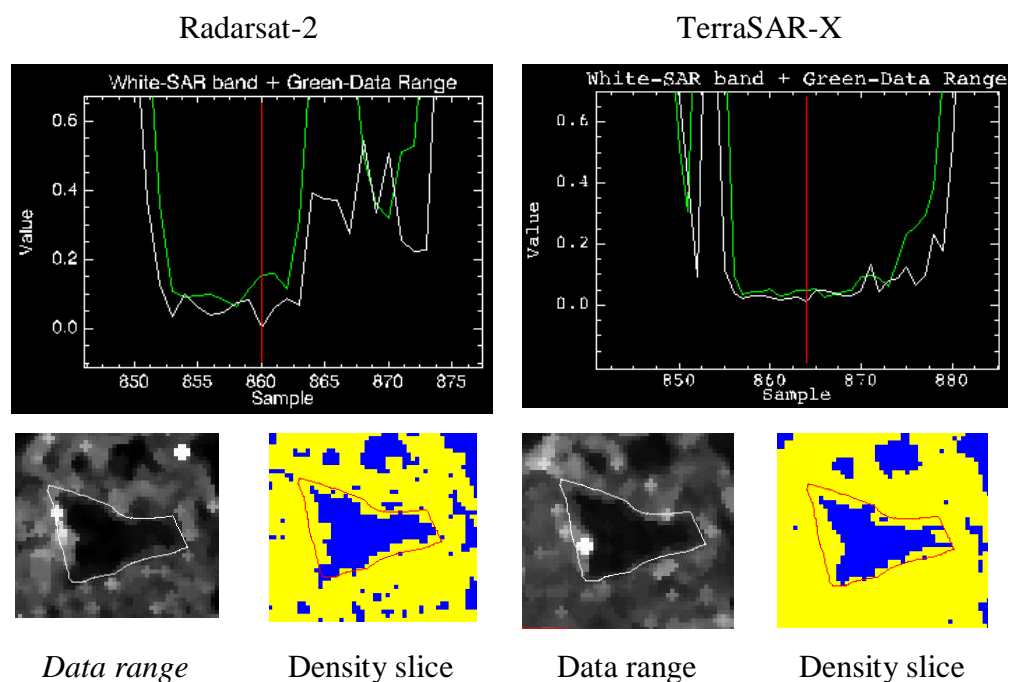 Radarsat-2
TerraSAR-X
White-SAR band + Green-Data Range
0.6
0.4
0.2
0.0
Value
850 855 860 865 870 875
Sample
White-SAR band + Green-Data Range
0.6
0.4
0.2
0.0
Value
850 860 870 880
Sample
Data range
Density slice
Data range
Density slice